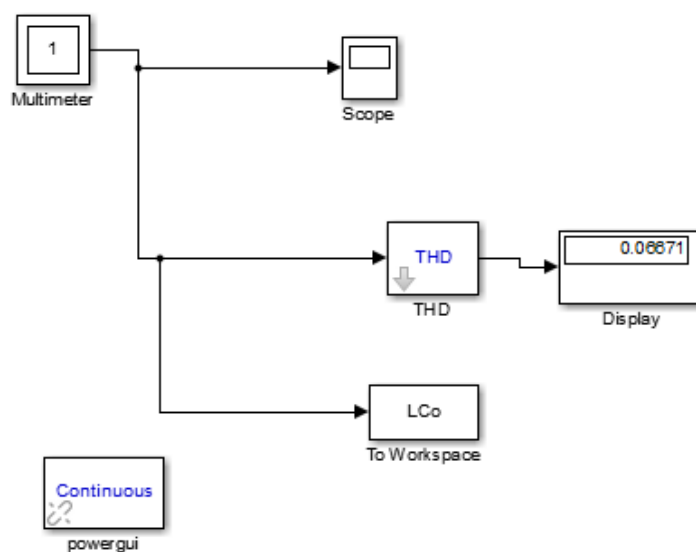 1
Multimeter
Scope
THD
THD
0.06671
Display
LCo
To Workspace
Continuous
powergui